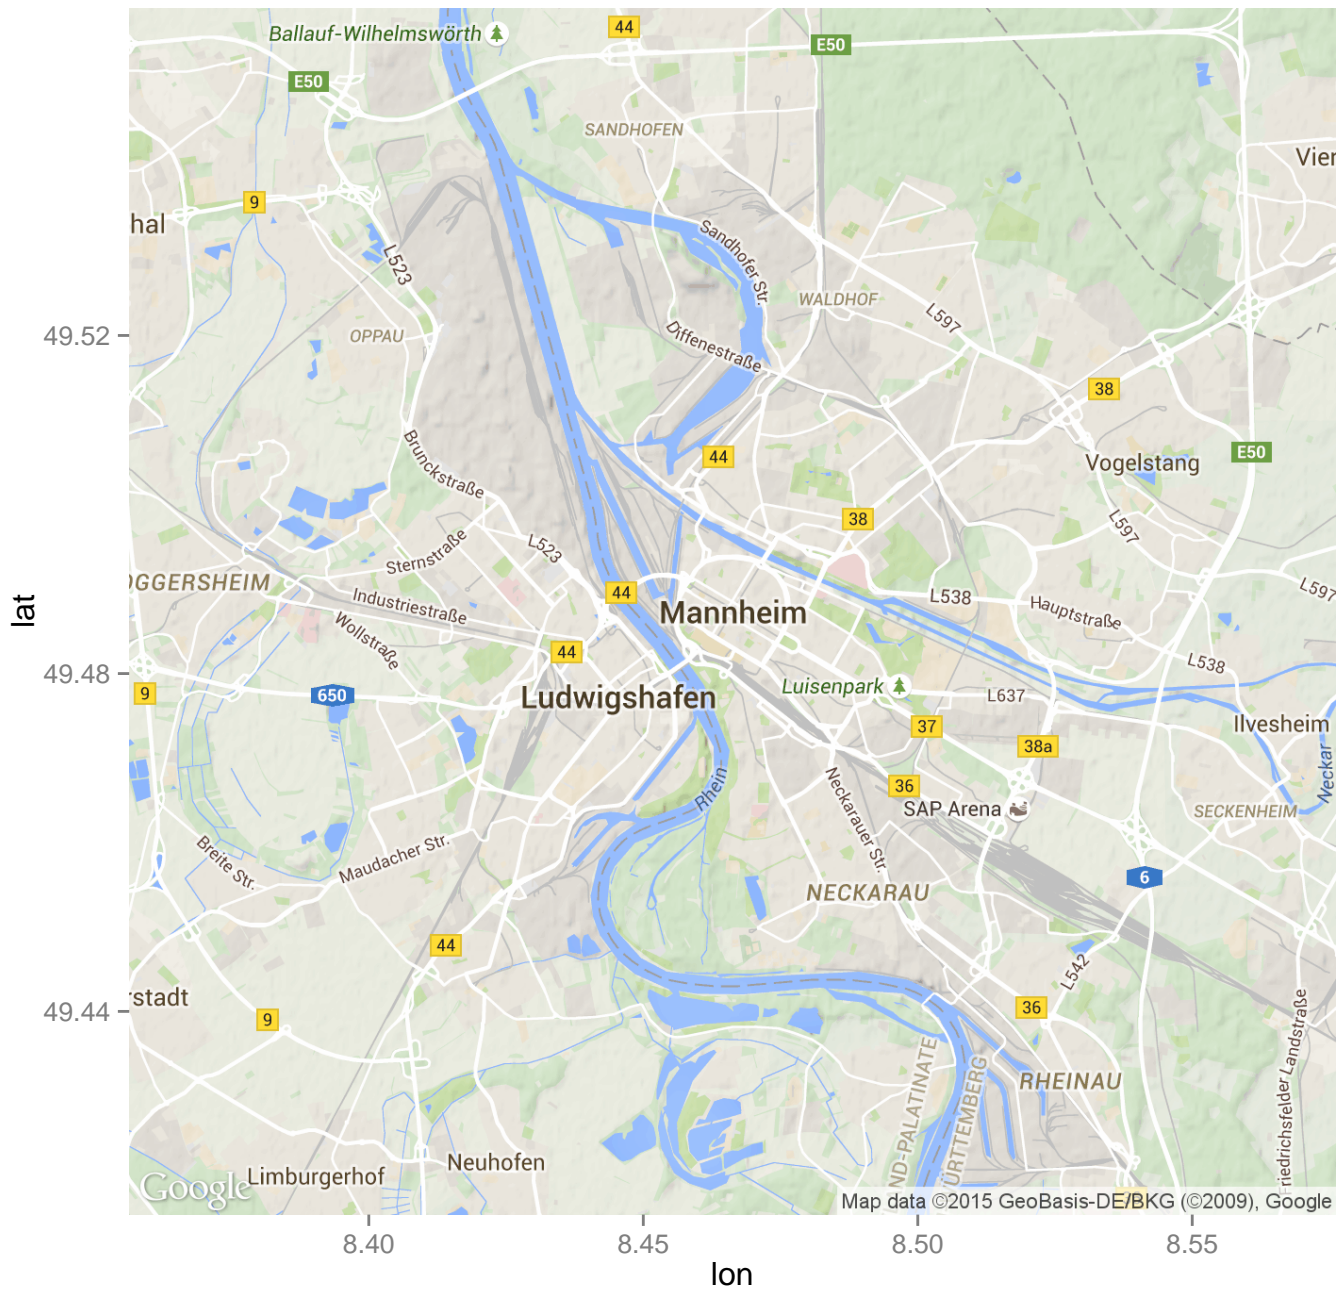 Ballauf-Wilhelmswörth
44
E50
E50
SANDHOFEN
Vier
9
hal
L523
Sandhofer Str.
WALDHOF
L597
OPPAU
Diffenestraße
49.52
38
Brunckstraße
44
Vogelstang
E50
38
L597
Sternstraße
L523
OGGERSHEIM
Industriestraße
44
Mannheim
L538
Hauptstraße
L597
lat
Wollstraße
44
L538
49.48
9
650
Ludwigshafen
Luisenpark
L637
37
38a
Ilvesheim
Neckar
Rhein
Neckarauer Str.
36
SAP Arena
SECKENHEIM
Breite Str.
Maudacher Str.
6
NECKARAU
44
L542
rstadt
49.44
9
36
ND-PALATINATE
ÜRTTEMBERG
RHEINAU
riedrichsfelder Landstraße
Limburgerhof
Neuhofen
Google
Map data ©2015 GeoBasis-DE/BKG (©2009), Google
8.40
8.45
8.50
8.55
lon